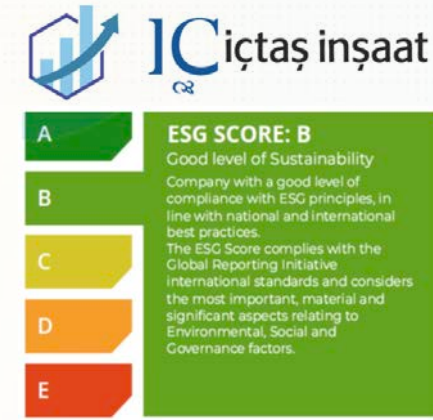 IC içtaş inşaat
A
B
C
D
E
ESG SCORE: B
Good level of Sustainability
Company with a good level of
compliance with ESG principles, in
line with national and international
best practices.
The ESG Score complies with the
Global Reporting Initiative
international standards and considers
the most important, material and
significant aspects relating to
Environmental, Social and
Governance factors.